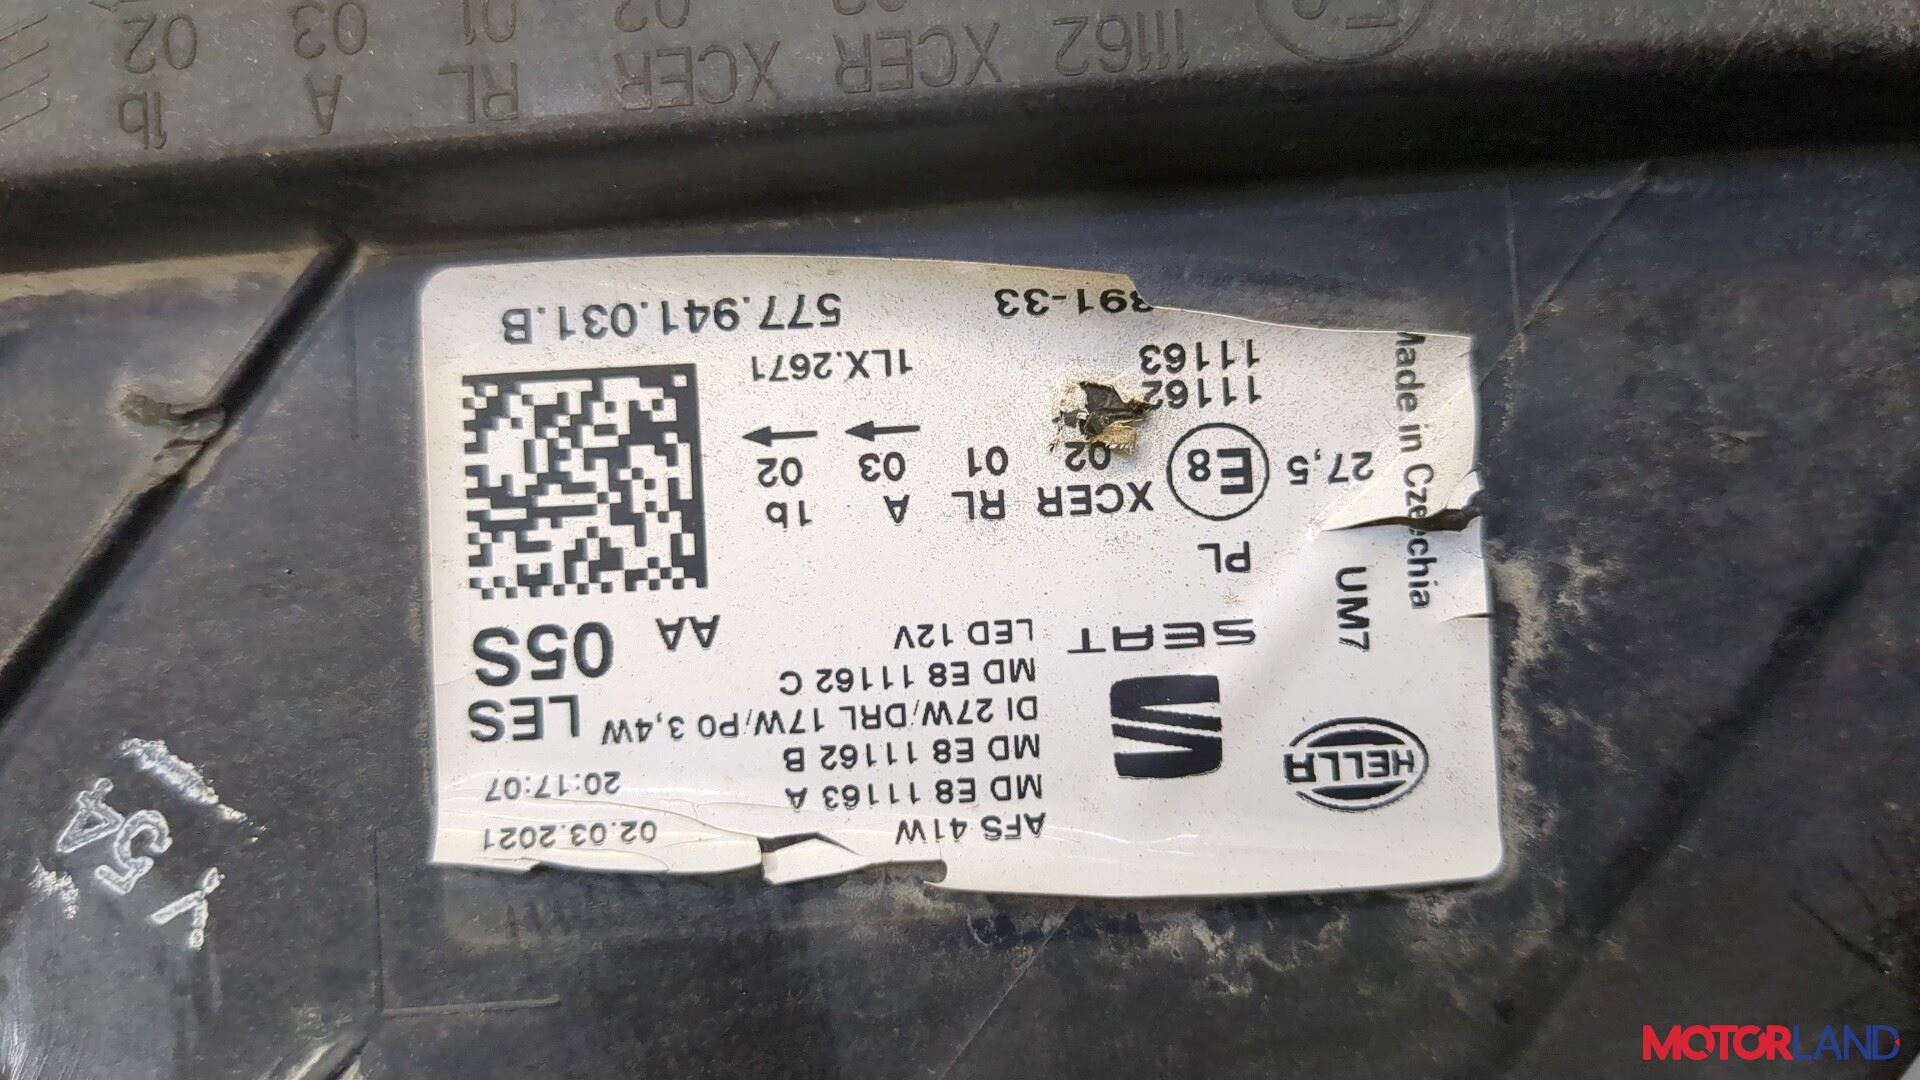 02.03.2021
20:17:07
AFS 41W
MD E8 11163 A
MD E8 11162 B
DI 27W/DRL 17W/PO 3,4W
MD E8 11162 C
LED 12V
HELLA
SEAT
LES
05S
AA
UM7
PL
Made in Czechia
27,5
E8
XCER RL A 1b
02 01 03 02
11162
11163
1LX.2671
391-33
577.941.031.B
11162 XCER XCER RL A 1b
02 01 03 02
54
MOTORLAND